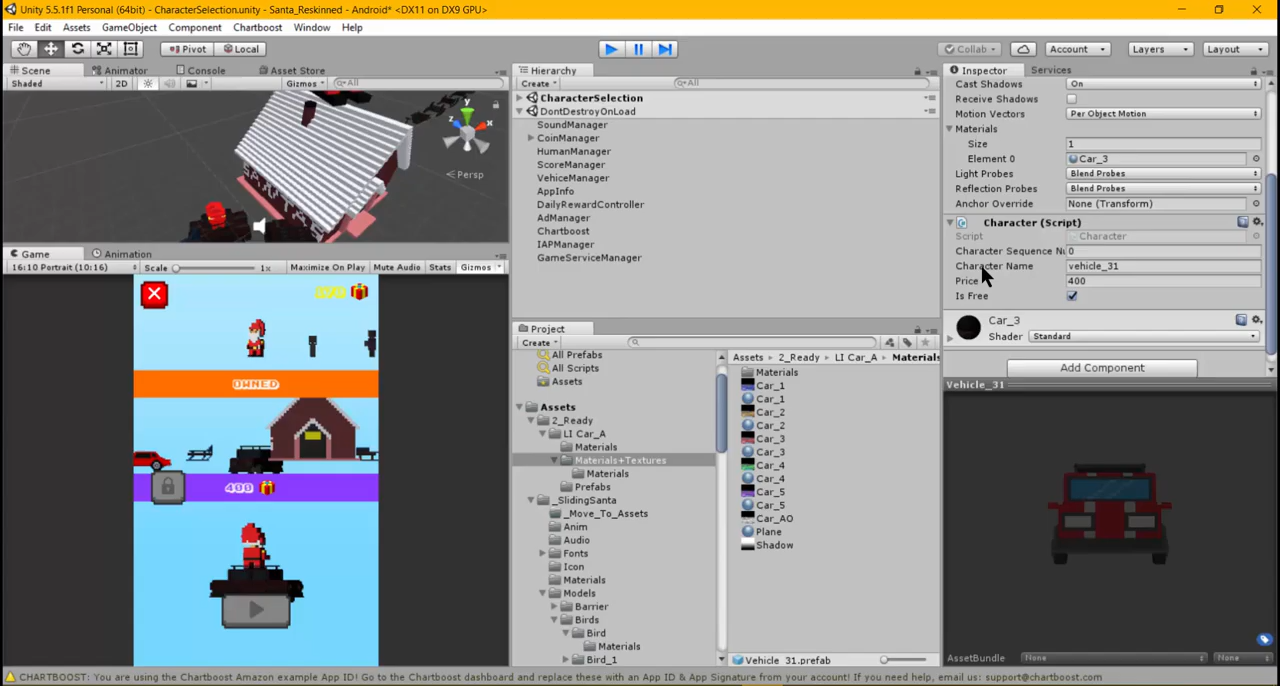 Unity 5.5.1f1 Personal (64bit) - CharacterSelection.unity - Santa_Reskinned - Android* <DX11 on DX9 GPU>
File Edit Assets GameObject Component Chartboost Window Help
Pivot Local Collab Account Layers Layout
Scene Animator Console Asset Store
Shaded 2D Gizmos All
y
x
z
Persp
Game Animation
16:10 Portrait (10:16) Scale 1x Maximize On Play Mute Audio Stats Gizmos
OWNED
400
Hierarchy
Create All
CharacterSelection
DontDestroyOnLoad
SoundManager
CoinManager
HumanManager
ScoreManager
VehiceManager
AppInfo
DailyRewardController
AdManager
Chartboost
IAPManager
GameServiceManager
Project
Create
All Prefabs
All Scripts
Assets
Assets
2_Ready
LI Car_A
Materials
Materials+Textures
Materials
Prefabs
_SlidingSanta
_Move_To_Assets
Anim
Audio
Fonts
Icon
Materials
Models
Barrier
Birds
Bird
Materials
Bird_1
Assets 2_Ready LI Car_A Materials
Materials
Car_1
Car_1
Car_2
Car_2
Car_3
Car_3
Car_4
Car_4
Car_5
Car_5
Car_AO
Plane
Shadow
Vehicle_31.prefab
Inspector Services
Cast Shadows On
Receive Shadows
Motion Vectors Per Object Motion
Materials
Size 1
Element 0 Car_3
Light Probes Blend Probes
Reflection Probes Blend Probes
Anchor Override None (Transform)
Character (Script)
Script Character
Character Sequence Nu 0
Character Name vehicle_31
Price 400
Is Free
Car_3
Shader Standard
Add Component
Vehicle_31
AssetBundle None None
CHARTBOOST: You are using the Chartboost Amazon example App ID! Go to the Chartboost dashboard and replace these with an App ID & App Signature from your account! If you need help, email us: support@chartboost.com